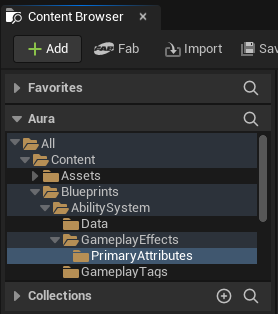 Content Browser
Add Fab Import Sav
Favorites
Aura
All
Content
Assets
Blueprints
AbilitySystem
Data
GameplayEffects
PrimaryAttributes
GameplayTags
Collections